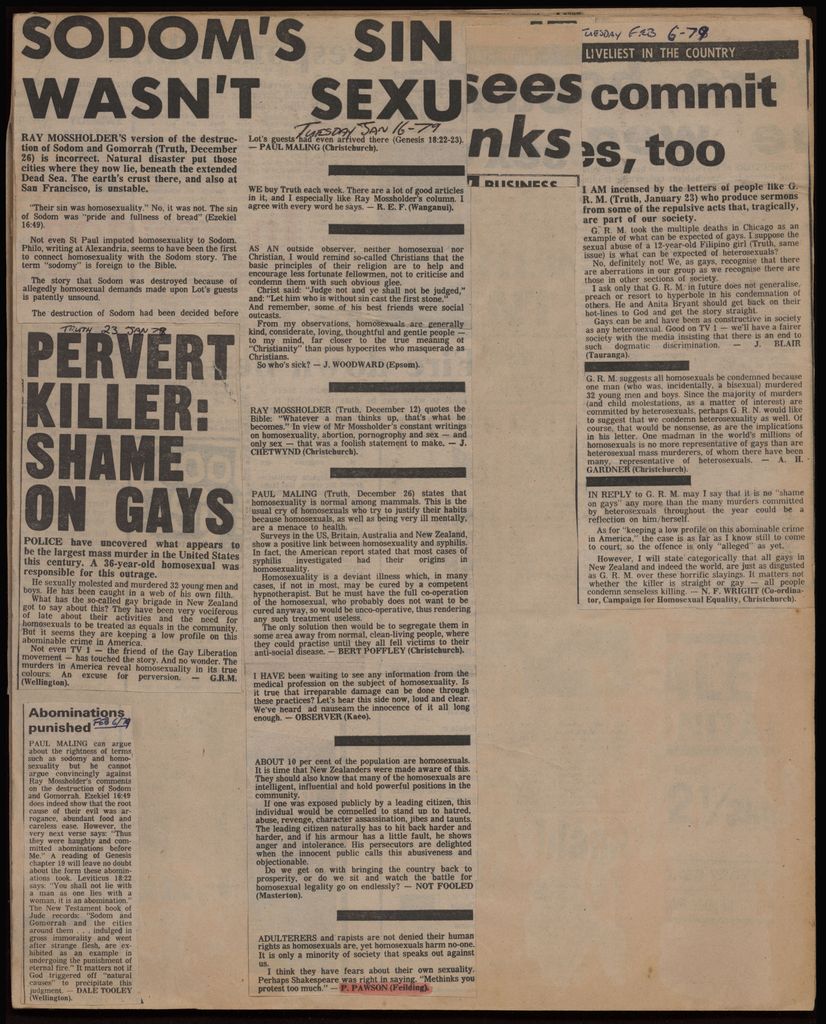 SODOM'S SIN
WASN'T SEXU
TUESDAY JAN 16-79
RAY MOSSHOLDER'S version of the destruc-
tion of Sodom and Gomorrah (Truth, December
26) is incorrect. Natural disaster put those
cities where they now lie, beneath the extended
Dead Sea. The earth's crust there, and also at
San Francisco, is unstable.
"Their sin was homosexuality." No, it was not. The sin
of Sodom was "pride and fullness of bread" (Ezekiel
16:49).
Not even St Paul imputed homosexuality to Sodom.
Philo, writing at Alexandria, seems to have been the first
to connect homosexuality with the Sodom story. The
term "sodomy" is foreign to the Bible.
The story that Sodom was destroyed because of
allegedly homosexual demands made upon Lot's guests
is patently unsound.
The destruction of Sodom had been decided before
Lot's guests had even arrived there (Genesis 18:22-23).
— PAUL MALING (Christchurch).
WE buy Truth each week. There are a lot of good articles
in it, and I especially like Ray Mossholder's column. I
agree with every word he says. — R. E. F. (Wanganui).
AS AN outside observer, neither homosexual nor
Christian, I would remind so-called Christians that the
basic principles of their religion are to help and
encourage less fortunate fellowmen, not to criticise and
condemn them with such obvious glee.
Christ said: "Judge not and ye shall not be judged,"
and: "Let him who is without sin cast the first stone."
And remember, some of his best friends were social
outcasts.
From my observations, homosexuals are generally
kind, considerate, loving, thoughtful and gentle people —
to my mind, far closer to the true meaning of
"Christianity" than pious hypocrites who masquerade as
Christians.
So who's sick? — J. WOODWARD (Epsom).
RAY MOSSHOLDER (Truth, December 12) quotes the
Bible: "Whatever a man thinks up, that's what he
becomes." In view of Mr Mossholder's constant writings
on homosexuality, abortion, pornography and sex — and
only sex — that was a foolish statement to make. — J.
CHETWYND (Christchurch).
PAUL MALING (Truth, December 26) states that
homosexuality is normal among mammals. This is the
usual cry of homosexuals who try to justify their habits
because homosexuals, as well as being very ill mentally,
are a menace to health.
Surveys in the US, Britain, Australia and New Zealand,
show a positive link between homosexuality and syphilis.
In fact, the American report stated that most cases of
syphilis investigated had their origins in
homosexuality.
Homosexuality is a deviant illness which, in many
cases, if not in most, may be cured by a competent
hypnotherapist. But he must have the full co-operation
of the homosexual, who probably does not want to be
cured anyway, so would be unco-operative, thus rendering
any such treatment useless.
The only solution then would be to segregate them in
some area away from normal, clean-living people, where
they could practise until they all fell victims to their
anti-social disease. — BERT POFFLEY (Christchurch).
I HAVE been waiting to see any information from the
medical profession on the subject of homosexuality. Is
it true that irreparable damage can be done through
these practices? Let's hear this side now, loud and clear.
We've heard ad nauseam the innocence of it all long
enough. — OBSERVER (Kaeo).
ABOUT 10 per cent of the population are homosexuals.
It is time that New Zealanders were made aware of this.
They should also know that many of the homosexuals are
intelligent, influential and hold powerful positions in the
community.
If one was exposed publicly by a leading citizen, this
individual would be compelled to stand up to hatred,
abuse, revenge, character assassination, jibes and taunts.
The leading citizen naturally has to hit back harder and
harder, and if his armour has a little fault, he shows
anger and intolerance. His persecutors are delighted
when the innocent public calls this abusiveness and
objectionable.
Do we get on with bringing the country back to
prosperity, or do we sit and watch the battle for
homosexual legality go on endlessly? — NOT FOOLED
(Masterton).
ADULTERERS and rapists are not denied their human
rights as homosexuals are, yet homosexuals harm no-one.
It is only a minority of society that speaks out against
us.
I think they have fears about their own sexuality.
Perhaps Shakespeare was right in saying, "Methinks you
protest too much." — P. PAWSON (Feilding).
TRUTH 23 JAN 79
PERVERT
KILLER:
SHAME
ON GAYS
POLICE have uncovered what appears to
be the largest mass murder in the United States
this century. A 36-year-old homosexual was
responsible for this outrage.
He sexually molested and murdered 32 young men and
boys. He has been caught in a web of his own filth.
What has the so-called gay brigade in New Zealand
got to say about this? They have been very vociferous
of late about their activities and the need for
homosexuals to be treated as equals in the community.
But it seems they are keeping a low profile on this
abominable crime in America.
Not even TV 1 — the friend of the Gay Liberation
movement — has touched the story. And no wonder. The
murders in America reveal homosexuality in its true
colours: An excuse for perversion. — G.R.M.
(Wellington).
Abominations
punished FEB 6/79
PAUL MALING can argue
about the rightness of terms
such as sodomy and homo-
sexuality but he cannot
argue convincingly against
Ray Mossholder's comments
on the destruction of Sodom
and Gomorrah. Ezekiel 16:49
does indeed show that the root
cause of their evil was ar-
rogance, abundant food and
careless ease. However, the
very next verse says: "Thus
they were haughty and com-
mitted abominations before
Me." A reading of Genesis
chapter 19 will leave no doubt
about the form these abomin-
ations took. Leviticus 18:22
says: "You shall not lie with
a man as one lies with a
woman, it is an abomination."
The New Testament book of
Jude records: "Sodom and
Gomorrah and the cities
around them . . . indulged in
gross immorality and went
after strange flesh, are ex-
hibited as an example in
undergoing the punishment of
eternal fire." It matters not if
God triggered off "natural
causes" to precipitate this
judgment. — DALE TOOLEY
(Wellington).
TUESDAY FEB 6-79
LIVELIEST IN THE COUNTRY
sees commit
nks es, too
BUSINESS
I AM incensed by the letters of people like G.
R. M. (Truth, January 23) who produce sermons
from some of the repulsive acts that, tragically,
are part of our society.
G. R. M. took the multiple deaths in Chicago as an
example of what can be expected of gays. I suppose the
sexual abuse of a 12-year-old Filipino girl (Truth, same
issue) is what can be expected of heterosexuals?
No, definitely not! We, as gays, recognise that there
are aberrations in our group as we recognise there are
those in other sections of society.
I ask only that G. R. M. in future does not generalise,
preach or resort to hyperbole in his condemnation of
others. He and Anita Bryant should get back on their
hot-lines to God and get the story straight.
Gays can be and have been as constructive in society
as any heterosexual. Good on TV 1 — we'll have a fairer
society with the media insisting that there is an end to
such dogmatic discrimination. — J. BLAIR
(Tauranga).
G. R. M. suggests all homosexuals be condemned because
one man (who was, incidentally, a bisexual) murdered
32 young men and boys. Since the majority of murders
(and child molestations, as a matter of interest) are
committed by heterosexuals, perhaps G. R. N. would like
to suggest that we condemn heterosexuality as well. Of
course, that would be nonsense, as are the implications
in his letter. One madman in the world's millions of
homosexuals is no more representative of gays than are
heterosexual mass murderers, of whom there have been
many, representative of heterosexuals. — A. H.
GARDNER (Christchurch).
IN REPLY to G. R. M. may I say that it is no "shame
on gays" any more than the many murders committed
by heterosexuals throughout the year could be a
reflection on him/herself.
As for "keeping a low profile on this abominable crime
in America," the case is as far as I know still to come
to court, so the offence is only "alleged" as yet.
However, I will state categorically that all gays in
New Zealand and indeed the world, are just as disgusted
as G. R. M. over these horrific slayings. It matters not
whether the killer is straight or gay — all people
condemn senseless killing. — N. F. WRIGHT (Co-ordina-
tor, Campaign for Homosexual Equality, Christchurch).